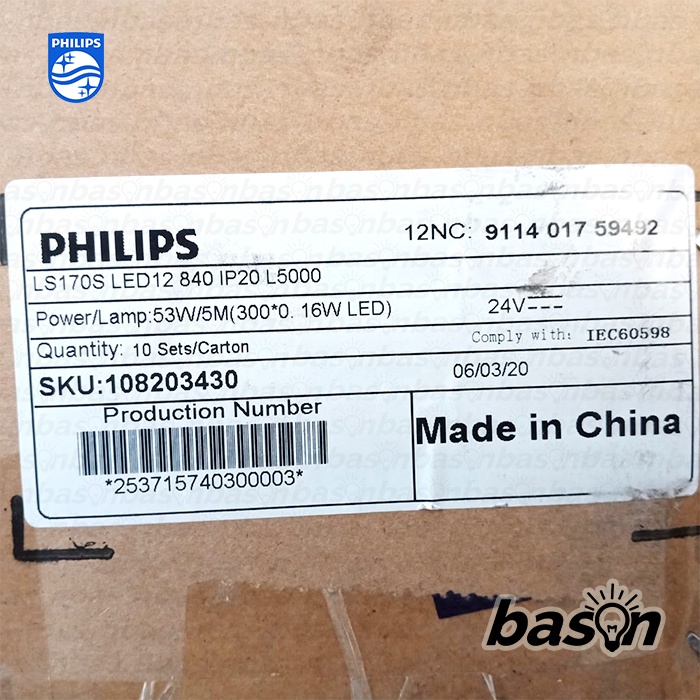 PHILIPS
PHILIPS
12NC: 9114 017 59492
LS170S LED12 840 IP20 L5000
Power/Lamp:53W/5M(300*0. 16W LED)
24V
Quantity: 10 Sets/Carton
Comply with: IEC60598
SKU:108203430
06/03/20
Production Number
*253715740300003*
Made in China
bason